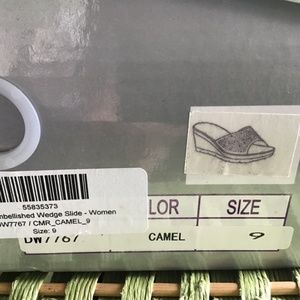 55835373
mbellished Wedge Slide - Women
W7767 / CMR_CAMEL_9
Size: 9
LOR SIZE
DW7767 CAMEL 9